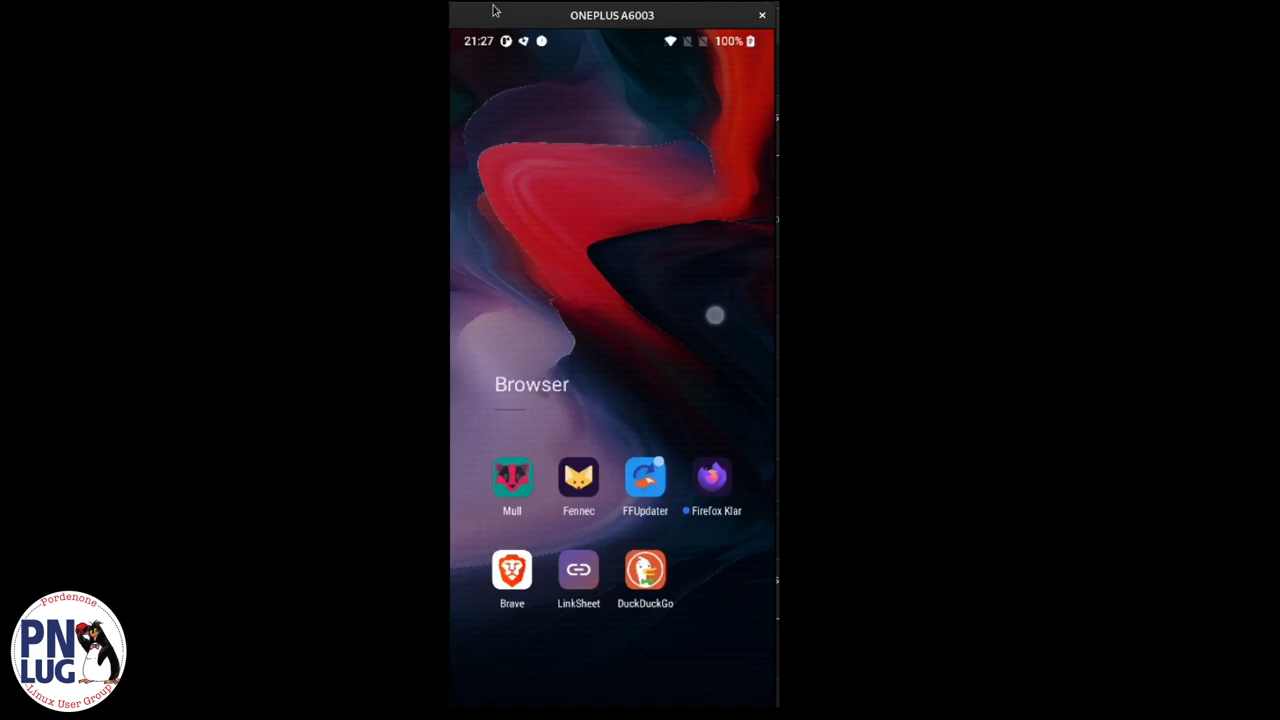 ONEPLUS A6003
21:27
100%
Browser
Mull
Fennec
FFUpdater
Firefox Klar
Brave
LinkSheet
DuckDuckGo
Pordenone
PN
LUG
Linux User Group